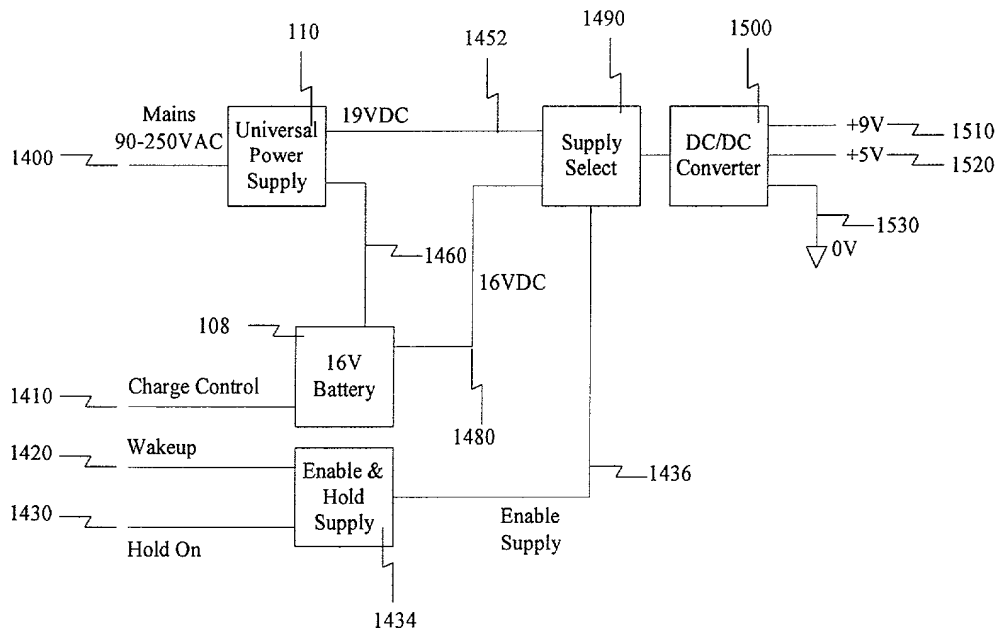 1490
1452
1500
110
Mains
90-250VAC
19VDC
Universal
Power
Supply
Supply
Select
DC/DC
Converter
+9V
1510
+5V
1520
1400
1530
0V
1460
16VDC
108
16V
Battery
Charge Control
1410
1480
1420
Wakeup
Enable &
Hold
Supply
1436
1430
Hold On
Enable
Supply
1434